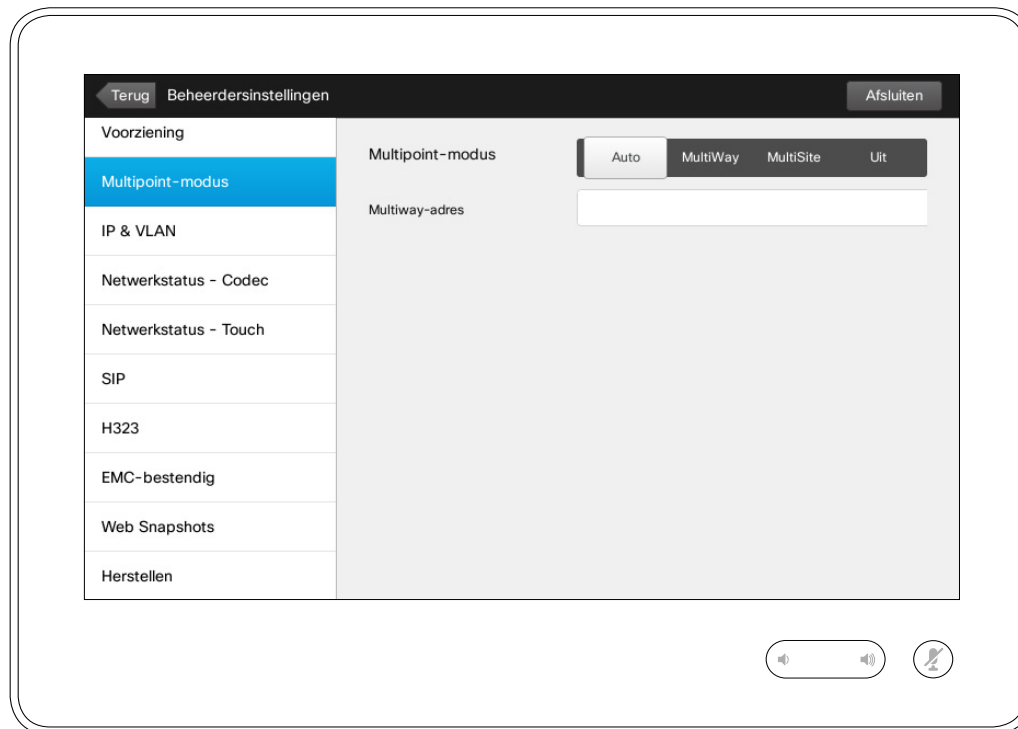 Terug Beheerdersinstellingen Afsluiten
Voorziening
Multipoint-modus
IP & VLAN
Netwerkstatus - Codec
Netwerkstatus - Touch
SIP
H323
EMC-bestendig
Web Snapshots
Herstellen
Multipoint-modus Auto MultiWay MultiSite Uit
Multiway-adres